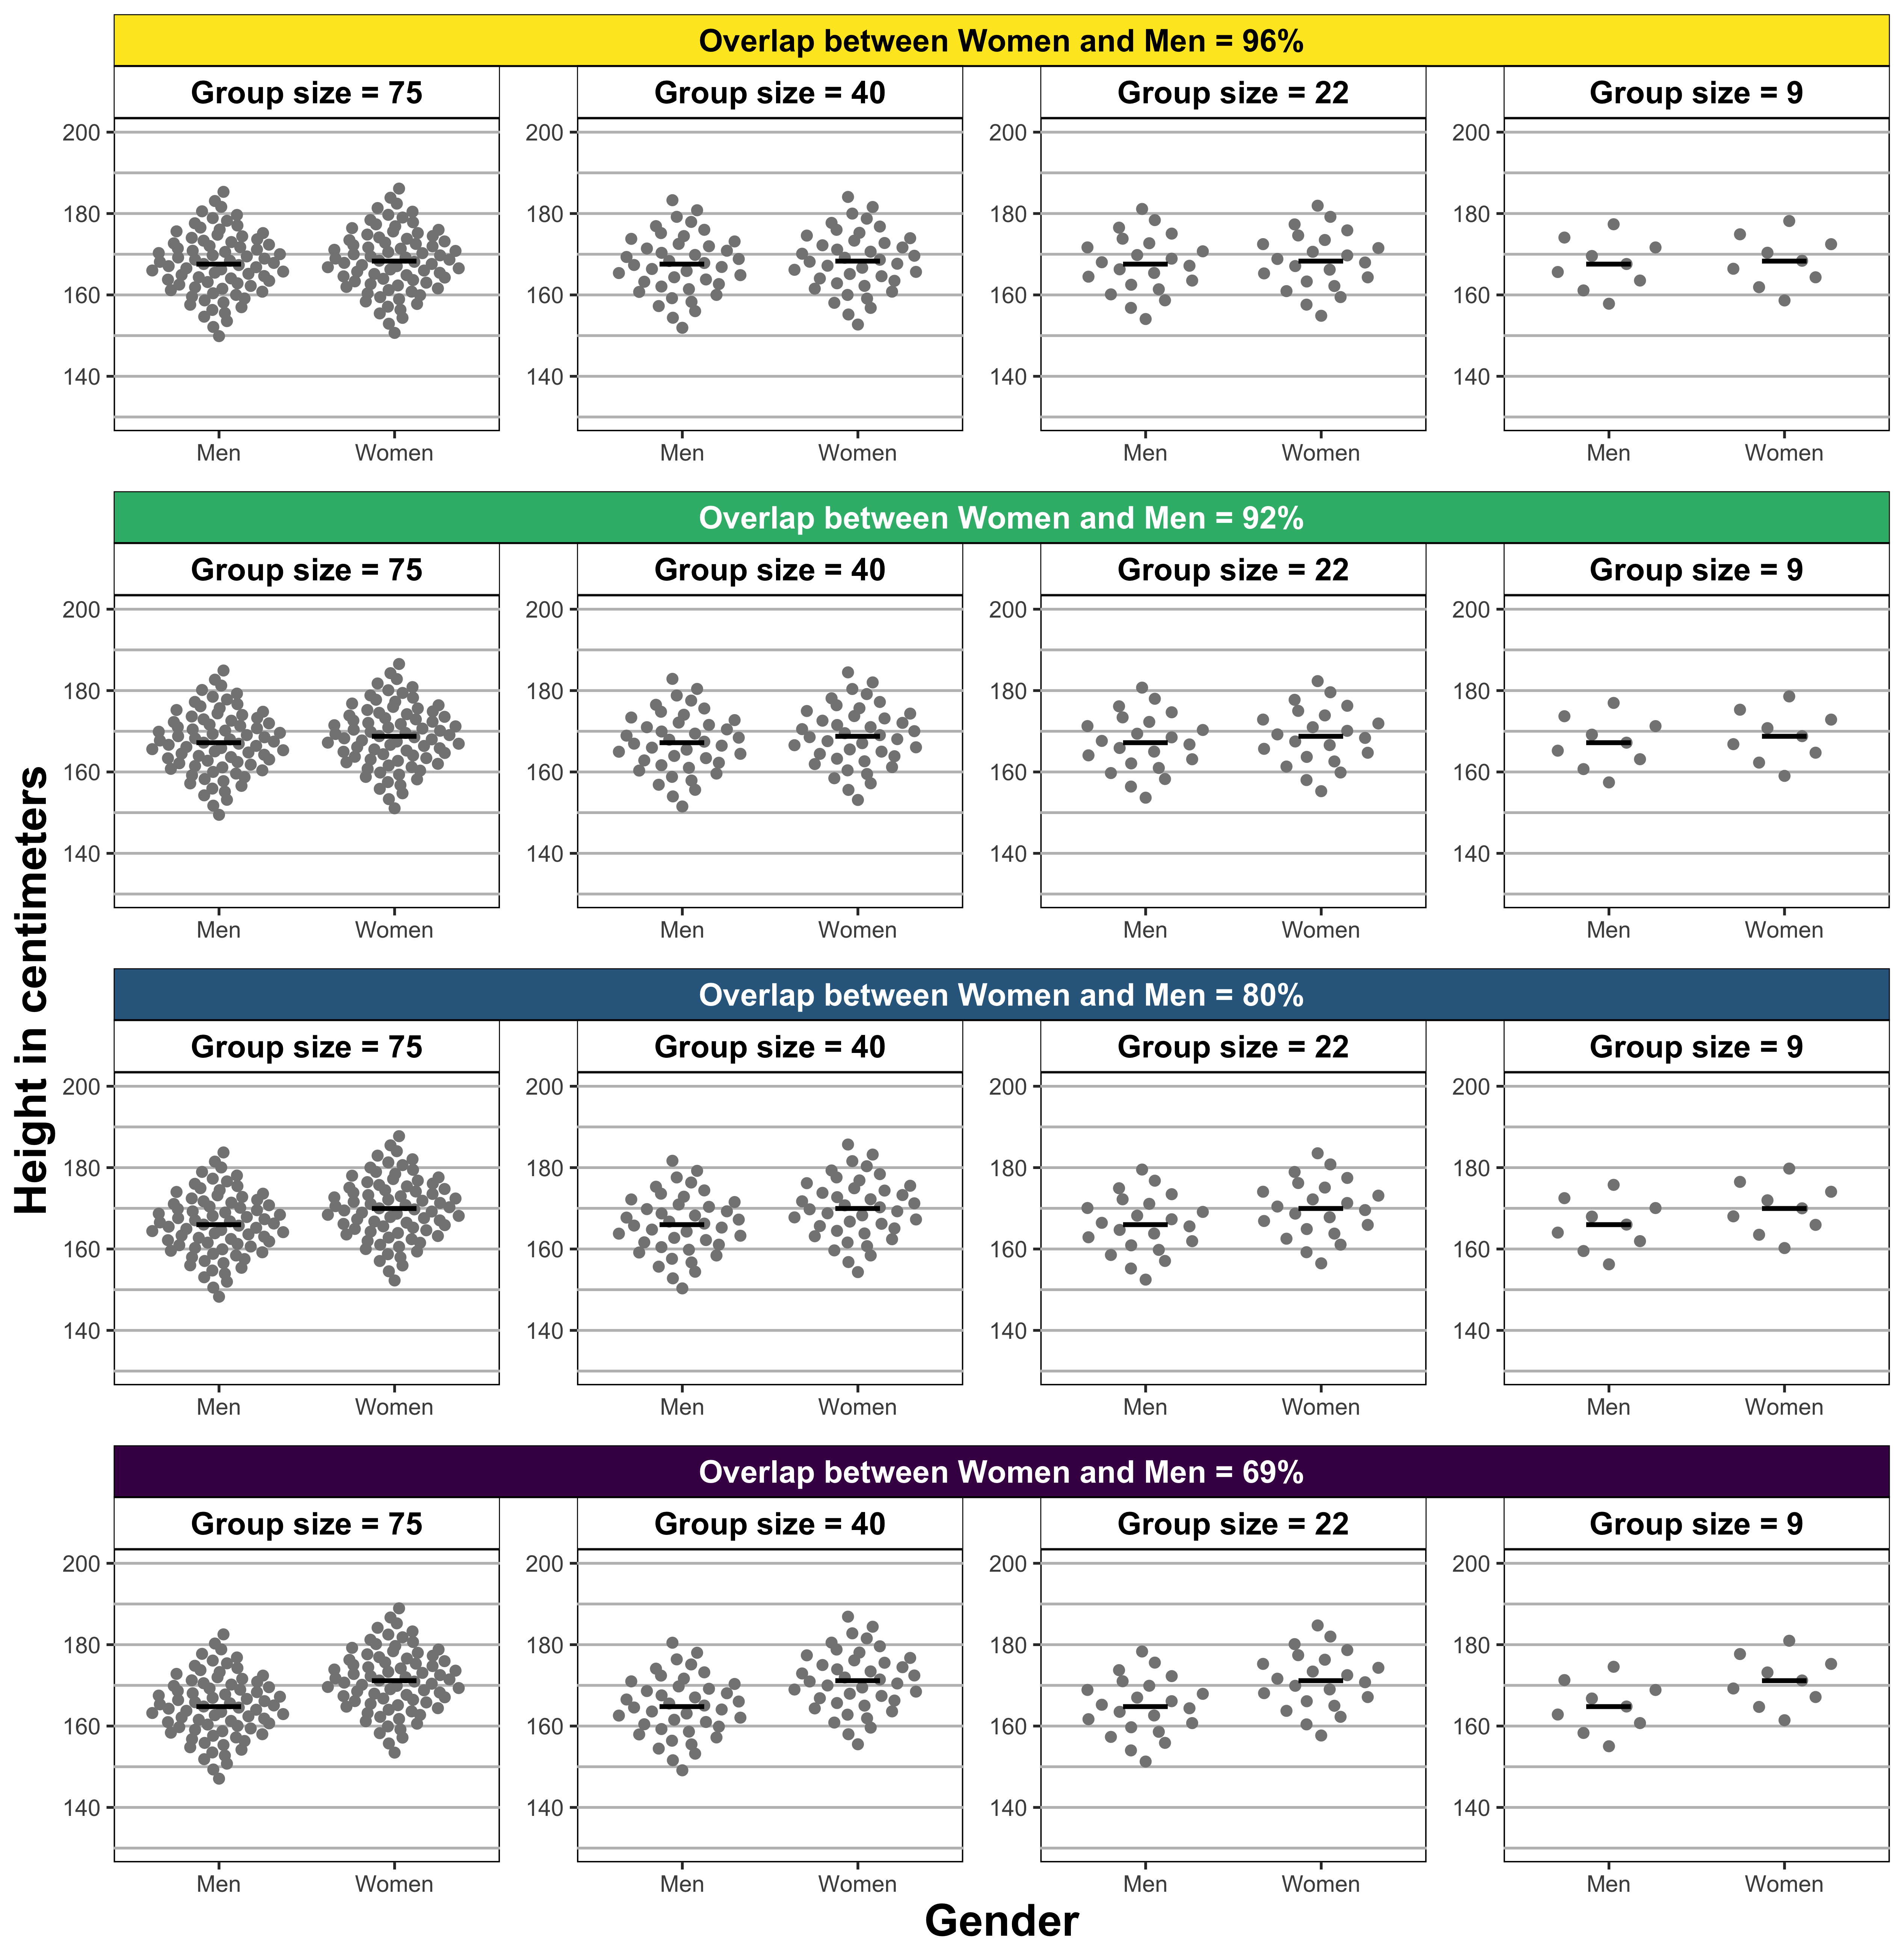 Overlap between Women and Men = 96%
Group size = 75
Group size = 40
Group size = 22
Group size = 9
200
180
160
140
200
180
160
140
200
180
160
140
200
180
160
140
Men Women
Men Women
Men Women
Men Women
Overlap between Women and Men = 92%
Group size = 75
Group size = 40
Group size = 22
Group size = 9
200
180
160
140
200
180
160
140
200
180
160
140
200
180
160
140
Men Women
Men Women
Men Women
Men Women
Height in centimeters
Overlap between Women and Men = 80%
Group size = 75
Group size = 40
Group size = 22
Group size = 9
200
180
160
140
200
180
160
140
200
180
160
140
200
180
160
140
Men Women
Men Women
Men Women
Men Women
Overlap between Women and Men = 69%
Group size = 75
Group size = 40
Group size = 22
Group size = 9
200
180
160
140
200
180
160
140
200
180
160
140
200
180
160
140
Men Women
Men Women
Men Women
Men Women
Gender